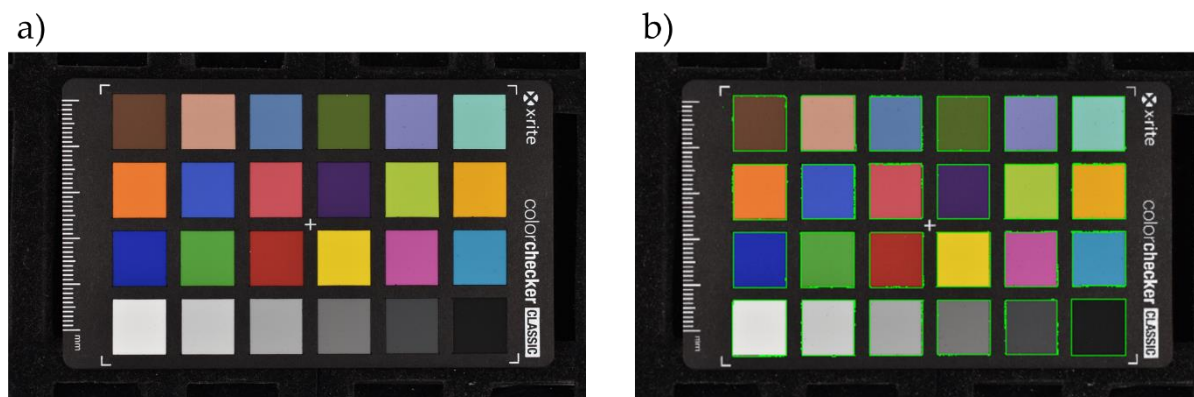 a)
b)
x·rite
colorchecker CLASSIC
mm
x·rite
colorchecker CLASSIC
mm